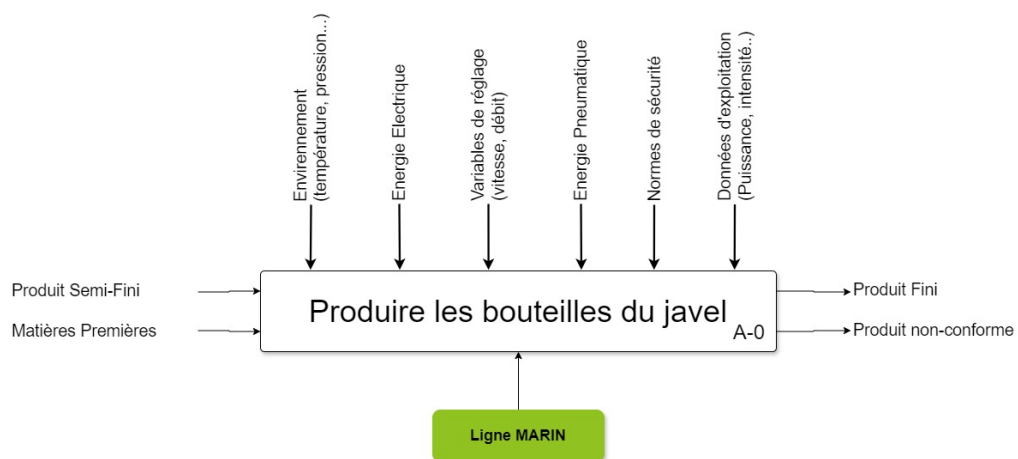 Envirennement
(température, pression...)
Energie Electrique
Variables de réglage
(vitesse, débit)
Energie Pneumatique
Normes de sécurité
Données d'exploitation
(Puissance, intensité..)
Produit Semi-Fini
Matières Premières
Produire les bouteilles du javel
A-0
Produit Fini
Produit non-conforme
Ligne MARIN